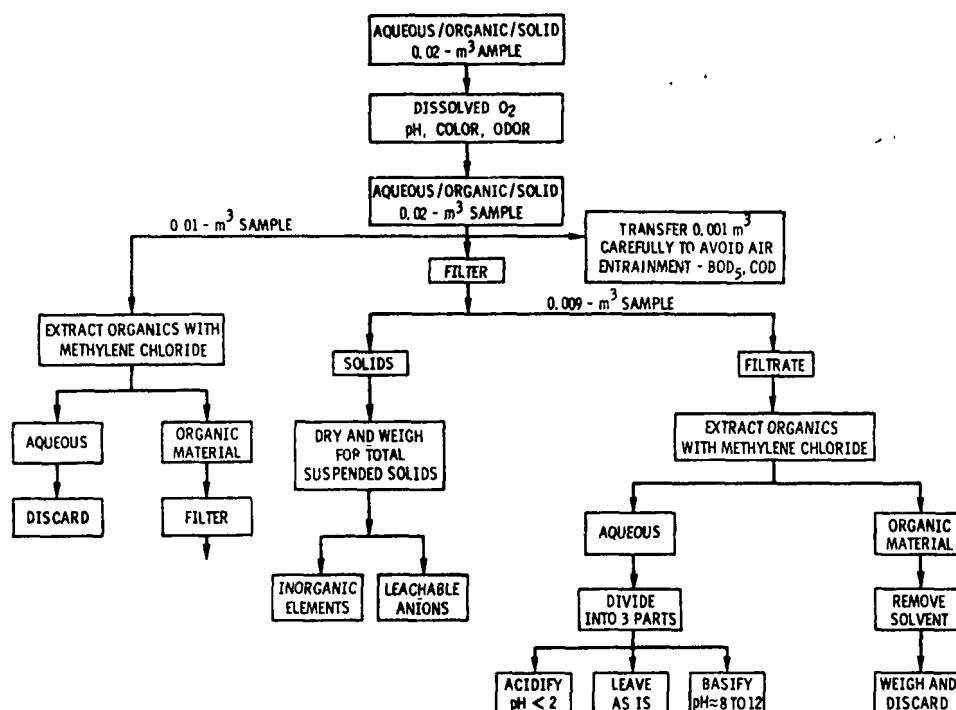 AQUEOUS/ORGANIC/SOLID
0.02 - m³ AMPLE
DISSOLVED O₂
pH, COLOR, ODOR
AQUEOUS/ORGANIC/SOLID
0.02 - m³ SAMPLE
0.01 - m³ SAMPLE
TRANSFER 0.001 m³
CAREFULLY TO AVOID AIR
ENTRAINMENT - BOD₅, COD
FILTER
0.009 - m³ SAMPLE
EXTRACT ORGANICS WITH
METHYLENE CHLORIDE
SOLIDS
FILTRATE
AQUEOUS
ORGANIC
MATERIAL
DRY AND WEIGH
FOR TOTAL
SUSPENDED SOLIDS
EXTRACT ORGANICS
WITH METHYLENE CHLORIDE
DISCARD
FILTER
AQUEOUS
ORGANIC
MATERIAL
INORGANIC
ELEMENTS
LEACHABLE
ANIONS
DIVIDE
INTO 3 PARTS
REMOVE
SOLVENT
ACIDIFY
pH < 2
LEAVE
AS IS
BASIFY
pH≈8 TO 12
WEIGH AND
DISCARD